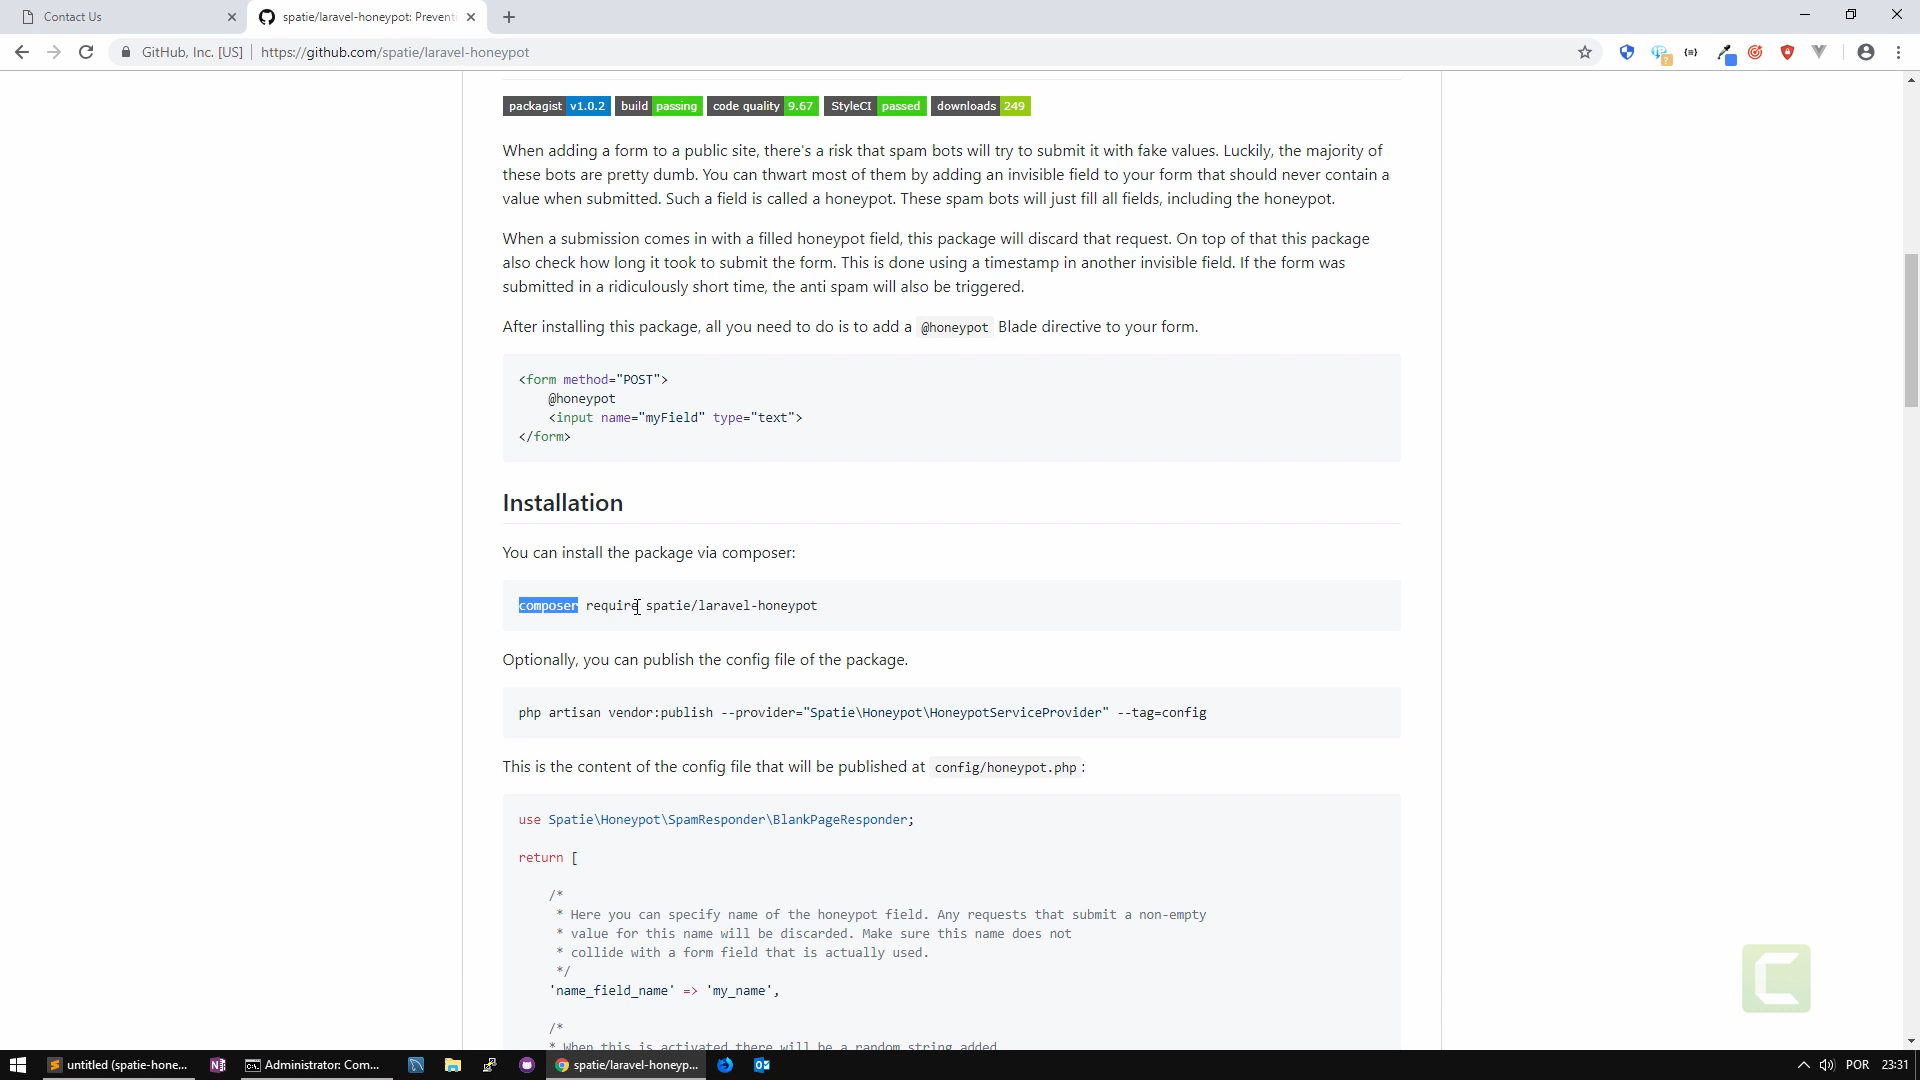 Contact Us
spatie/laravel-honeypot: Preventi
GitHub, Inc. [US] | https://github.com/spatie/laravel-honeypot
packagist v1.0.2 build passing code quality 9.67 StyleCI passed downloads 249
When adding a form to a public site, there's a risk that spam bots will try to submit it with fake values. Luckily, the majority of
these bots are pretty dumb. You can thwart most of them by adding an invisible field to your form that should never contain a
value when submitted. Such a field is called a honeypot. These spam bots will just fill all fields, including the honeypot.
When a submission comes in with a filled honeypot field, this package will discard that request. On top of that this package
also check how long it took to submit the form. This is done using a timestamp in another invisible field. If the form was
submitted in a ridiculously short time, the anti spam will also be triggered.
After installing this package, all you need to do is to add a @honeypot Blade directive to your form.
<form method="POST">
@honeypot
<input name="myField" type="text">
</form>
Installation
You can install the package via composer:
composer require spatie/laravel-honeypot
Optionally, you can publish the config file of the package.
php artisan vendor:publish --provider="Spatie\Honeypot\HoneypotServiceProvider" --tag=config
This is the content of the config file that will be published at config/honeypot.php:
use Spatie\Honeypot\SpamResponder\BlankPageResponder;
return [
/*
* Here you can specify name of the honeypot field. Any requests that submit a non-empty
* value for this name will be discarded. Make sure this name does not
* collide with a form field that is actually used.
*/
'name_field_name' => 'my_name',
/*
* When this is activated there will be a random string added
untitled (spatie-hone...
Administrator: Com...
spatie/laravel-honeyp...
POR
23:31